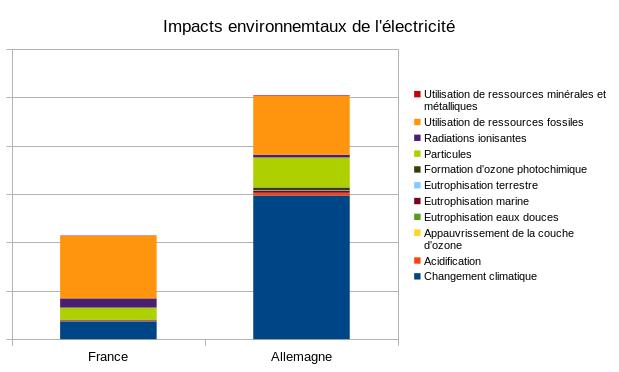 Impacts environnemtaux de l'électricité
Utilisation de ressources minérales et
métalliques
Utilisation de ressources fossiles
Radiations ionisantes
Particules
Formation d'ozone photochimique
Eutrophisation terrestre
Eutrophisation marine
Eutrophisation eaux douces
Appauvrissement de la couche
d'ozone
Acidification
Changement climatique
France
Allemagne